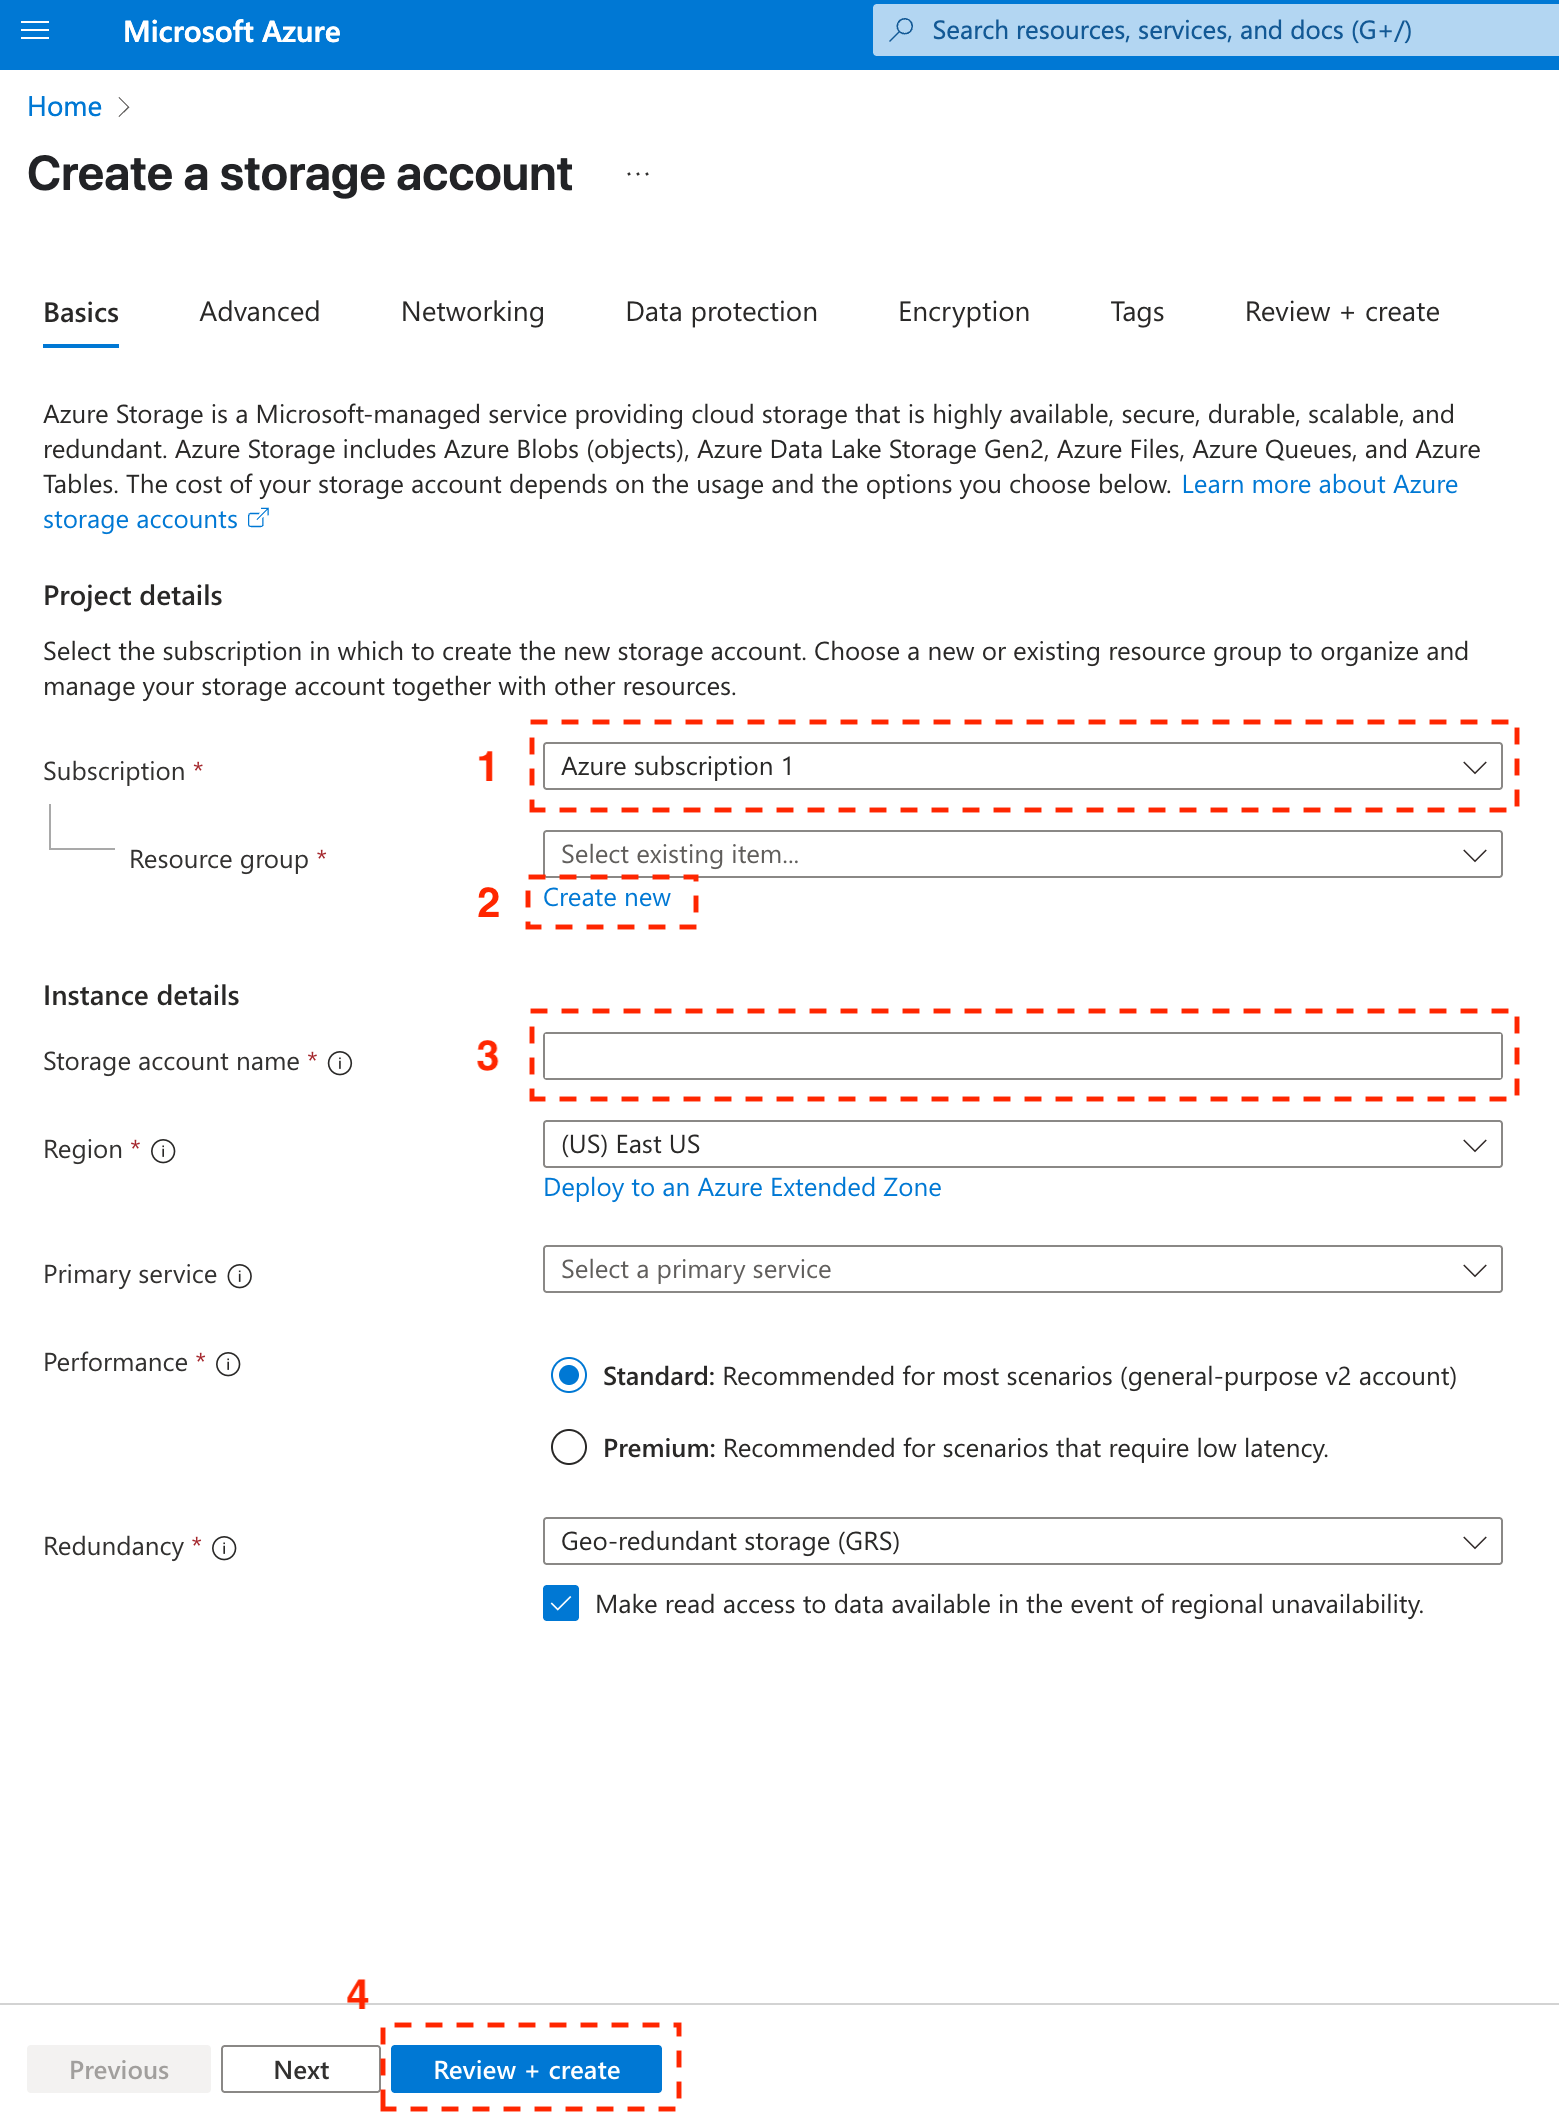 Microsoft Azure
Search resources, services, and docs (G+/)
Home
Create a storage account ...
Basics Advanced Networking Data protection Encryption Tags Review + create
Azure Storage is a Microsoft-managed service providing cloud storage that is highly available, secure, durable, scalable, and
redundant. Azure Storage includes Azure Blobs (objects), Azure Data Lake Storage Gen2, Azure Files, Azure Queues, and Azure
Tables. The cost of your storage account depends on the usage and the options you choose below. Learn more about Azure
storage accounts
Project details
Select the subscription in which to create the new storage account. Choose a new or existing resource group to organize and
manage your storage account together with other resources.
Subscription * 1 Azure subscription 1
Resource group * Select existing item...
2 Create new
Instance details
Storage account name * 3
Region * (US) East US
Deploy to an Azure Extended Zone
Primary service Select a primary service
Performance * Standard: Recommended for most scenarios (general-purpose v2 account)
Premium: Recommended for scenarios that require low latency.
Redundancy * Geo-redundant storage (GRS)
Make read access to data available in the event of regional unavailability.
4
Previous Next Review + create